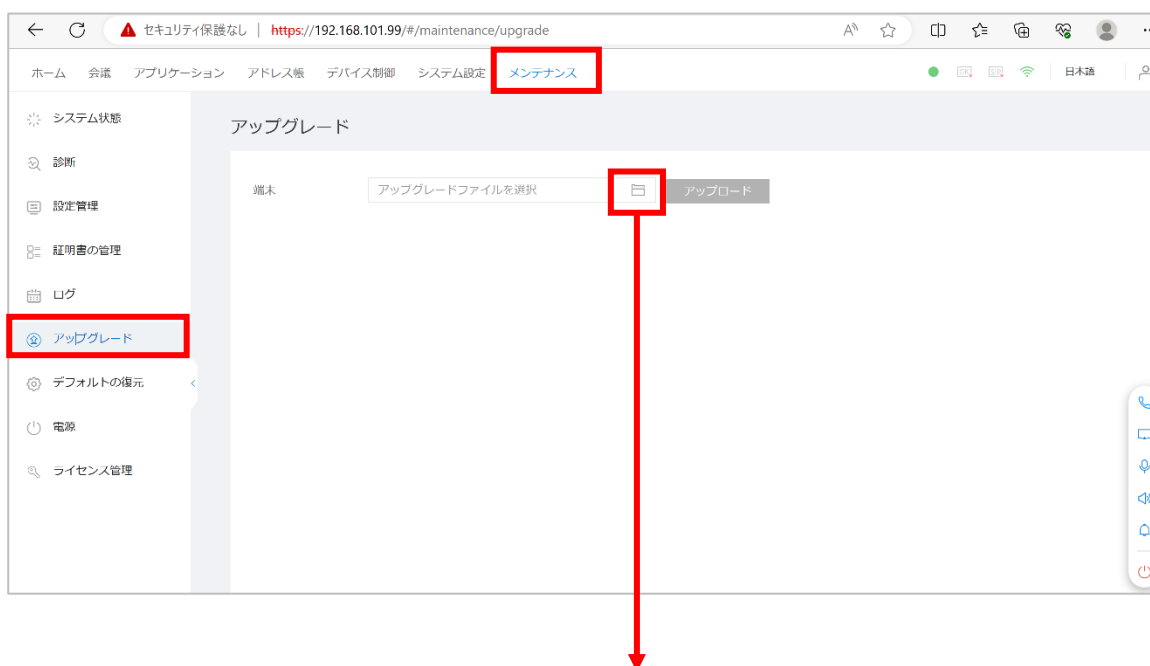 セキュリティ保護なし | https://192.168.101.99/#/maintenance/upgrade
ホーム 会議 アプリケーション アドレス帳 デバイス制御 システム設定 メンテナンス GK SIP 日本語
システム状態
アップグレード
診断
端末 アップグレードファイルを選択 アップロード
設定管理
証明書の管理
ログ
アップグレード
デフォルトの復元
電源
ライセンス管理